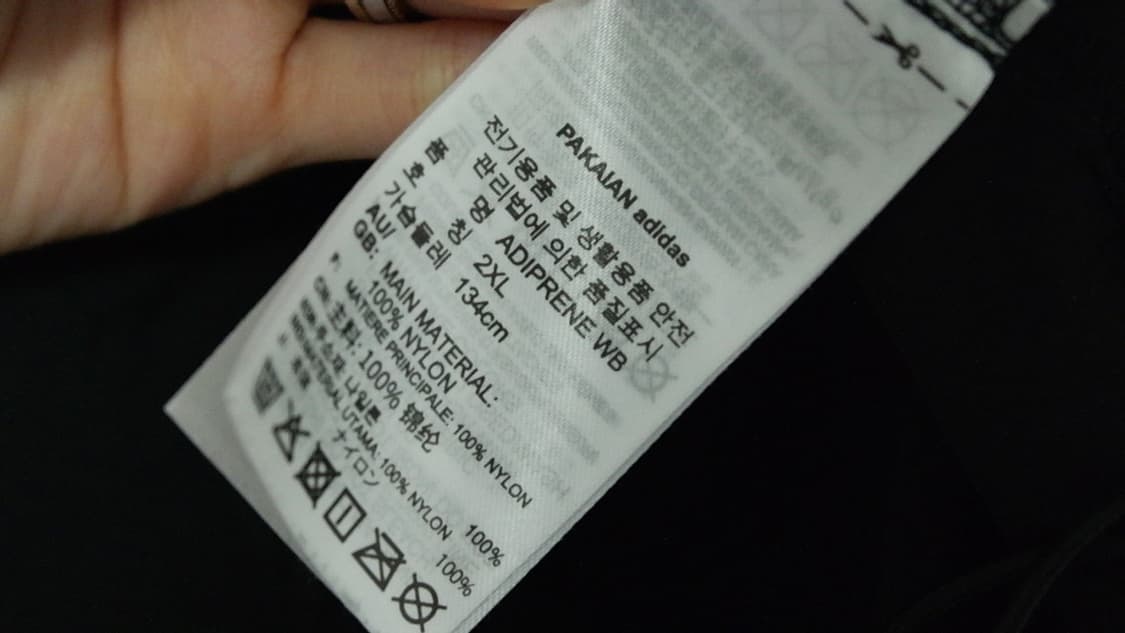 PAKAIAN adidas
전기용품 및 생활용품 안전
관리법에 의한 품질표시
품 명 ADIPRENE WB
호 칭 2XL
가슴둘레 134cm
AU/
GB: MAIN MATERIAL:
100% NYLON
F: MATIERE PRINCIPALE: 100% NYLON
CN: 主料: 100% 锦纶
주소재 나일론 100%
MATERIAL UTAMA: 100% NYLON
ナイロン 100%